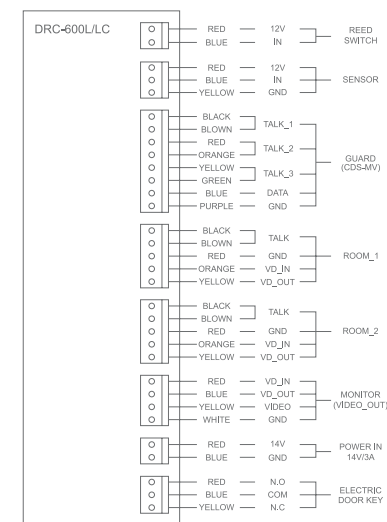 DRC-600L/LC
RED 12V
BLUE IN
REED
SWITCH
RED 12V
BLUE IN
YELLOW GND
SENSOR
BLACK
BLOWN
TALK_1
RED
ORANGE
TALK_2
YELLOW
GREEN
TALK_3
BLUE DATA
PURPLE GND
GUARD
(CDS-MV)
BLACK
BLOWN
TALK
RED GND
ORANGE VD_IN
YELLOW VD_OUT
ROOM_1
BLACK
BLOWN
TALK
RED GND
ORANGE VD_IN
YELLOW VD_OUT
ROOM_2
RED VD_IN
BLUE VD_OUT
YELLOW VIDEO
WHITE GND
MONITOR
(VIDEO_OUT)
RED 14V
BLUE GND
POWER IN
14V/3A
RED N.O
BLUE COM
YELLOW N.C
ELECTRIC
DOOR KEY